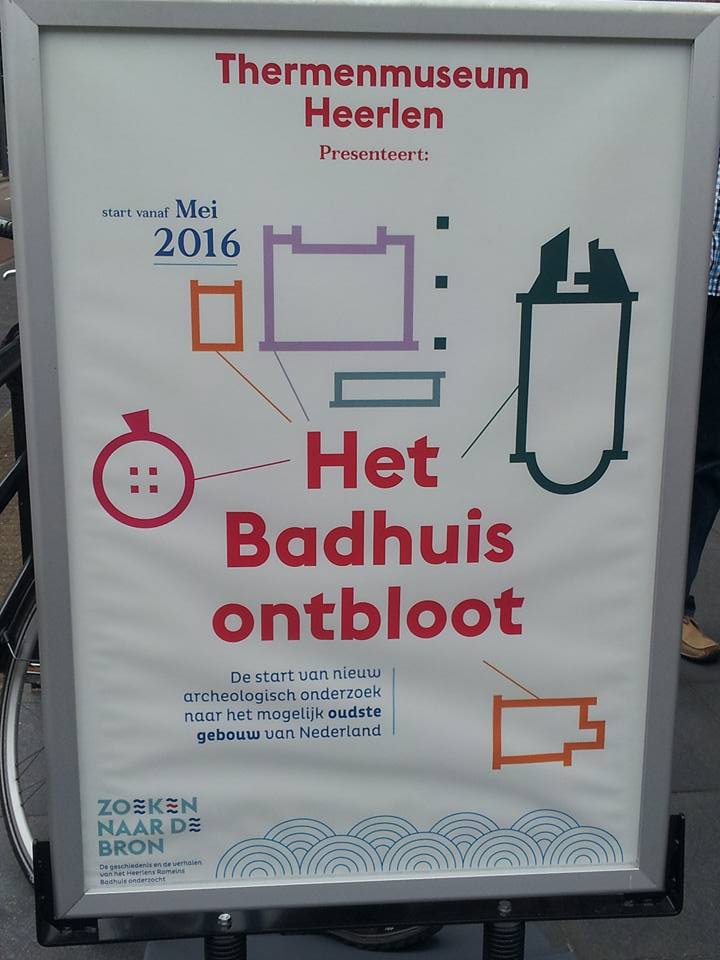 Thermenmuseum
Heerlen
Presenteert:
start vanaf Mei
2016
Het
Badhuis
ontbloot
De start van nieuw
archeologisch onderzoek
naar het mogelijk oudste
gebouw van Nederland
ZOEKEN
NAAR DE
BRON
De geschiedenis en de verhalen
van het Heerlens Romeins
Badhuis onderzocht